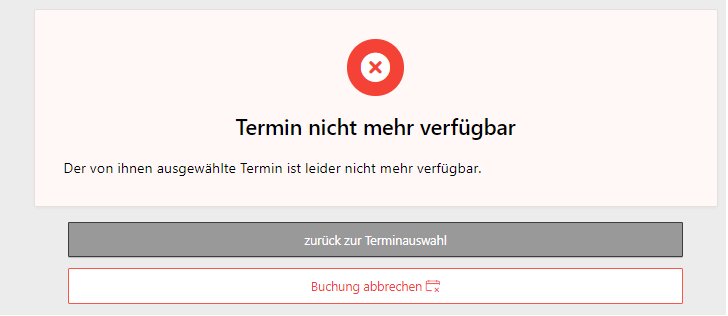 Termin nicht mehr verfügbar
Der von ihnen ausgewählte Termin ist leider nicht mehr verfügbar.
zurück zur Terminauswahl
Buchung abbrechen